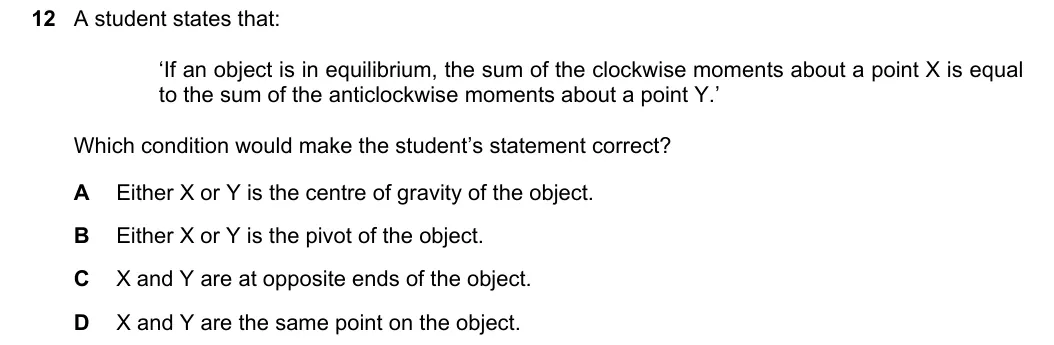 12 A student states that:
‘If an object is in equilibrium, the sum of the clockwise moments about a point X is equal
to the sum of the anticlockwise moments about a point Y.’
Which condition would make the student’s statement correct?
A Either X or Y is the centre of gravity of the object.
B Either X or Y is the pivot of the object.
C X and Y are at opposite ends of the object.
D X and Y are the same point on the object.